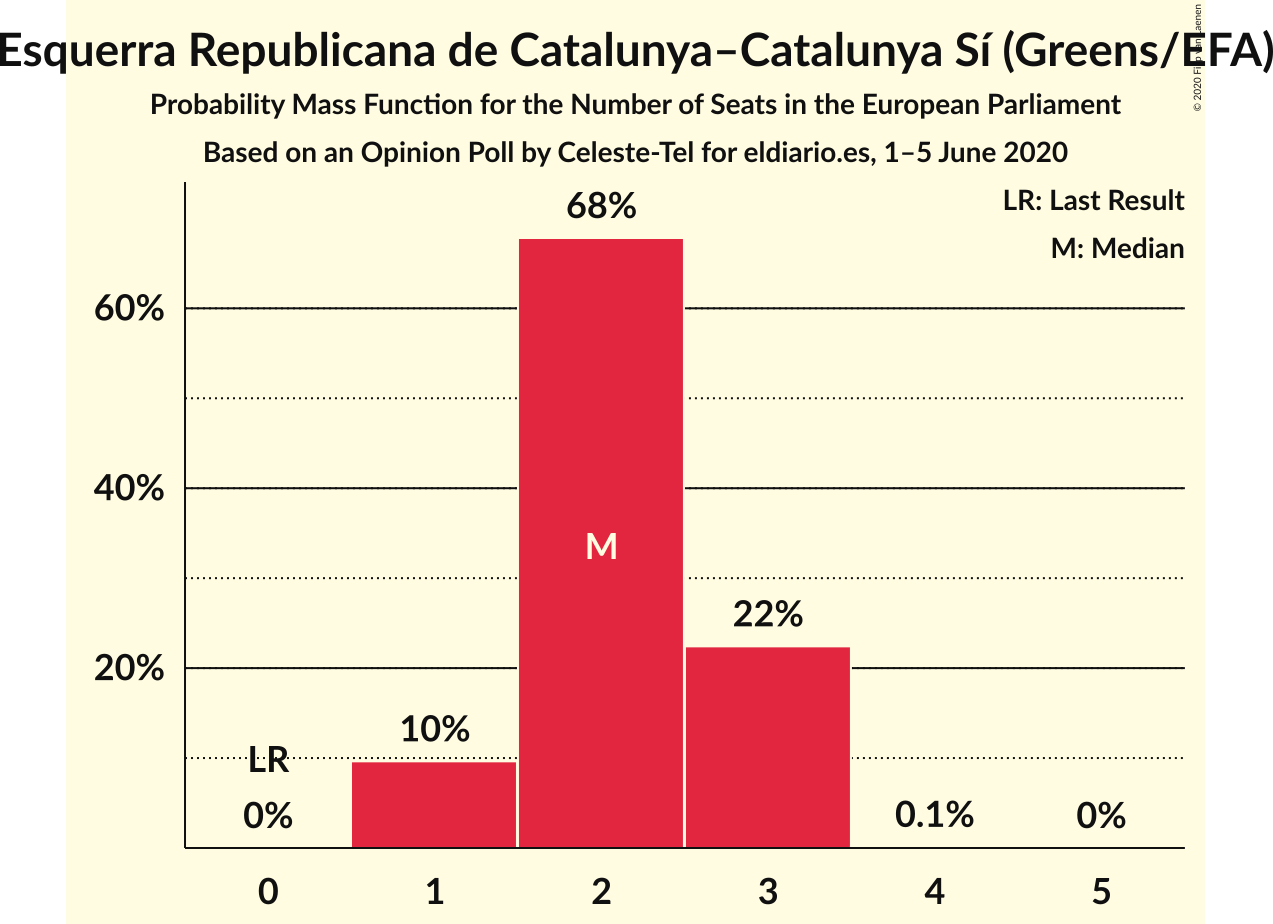 Esquerra Republicana de Catalunya–Catalunya Sí (Greens/EFA)
Probability Mass Function for the Number of Seats in the European Parliament
Based on an Opinion Poll by Celeste-Tel for eldiario.es, 1–5 June 2020
© 2020
LR: Last Result
M: Median
68%
60%
40%
M
22%
20%
10%
LR
0%
0.1%
0%
0 1 2 3 4 5